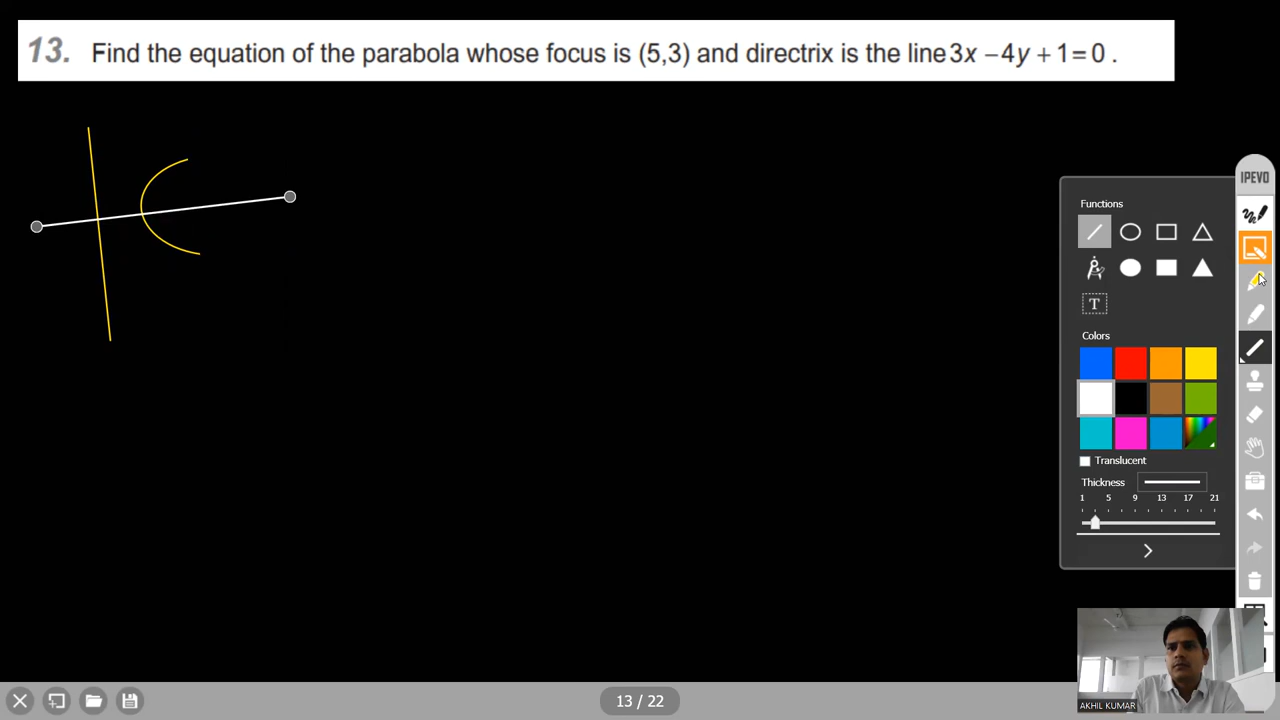 13. Find the equation of the parabola whose focus is (5,3) and directrix is the line 3x − 4y + 1 = 0 .
IPEVO
Functions
T
Colors
Translucent
Thickness
1 5 9 13 17 21
13 / 22
AKHIL KUMAR